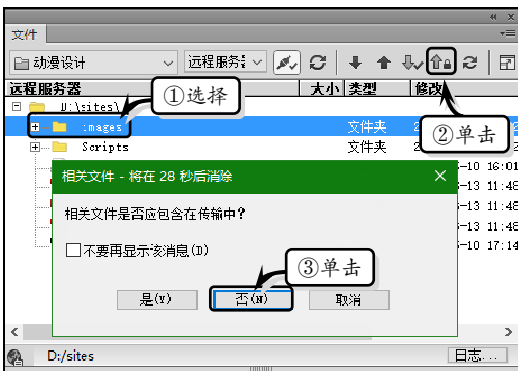 文件
动漫设计 远程服务器
远程服务器 大小 类型 修改
①选择
D:\sites\
images 文件夹 2
②单击
Scripts 文件夹 2
相关文件 - 将在 28 秒后消除
-10 16:01
相关文件是否应包含在传输中?
-13 11:48
-13 11:48
不要再显示该消息(D)
-13 11:48
-10 17:14
③单击
是(Y) 否(N) 取消
D:/sites 日志...